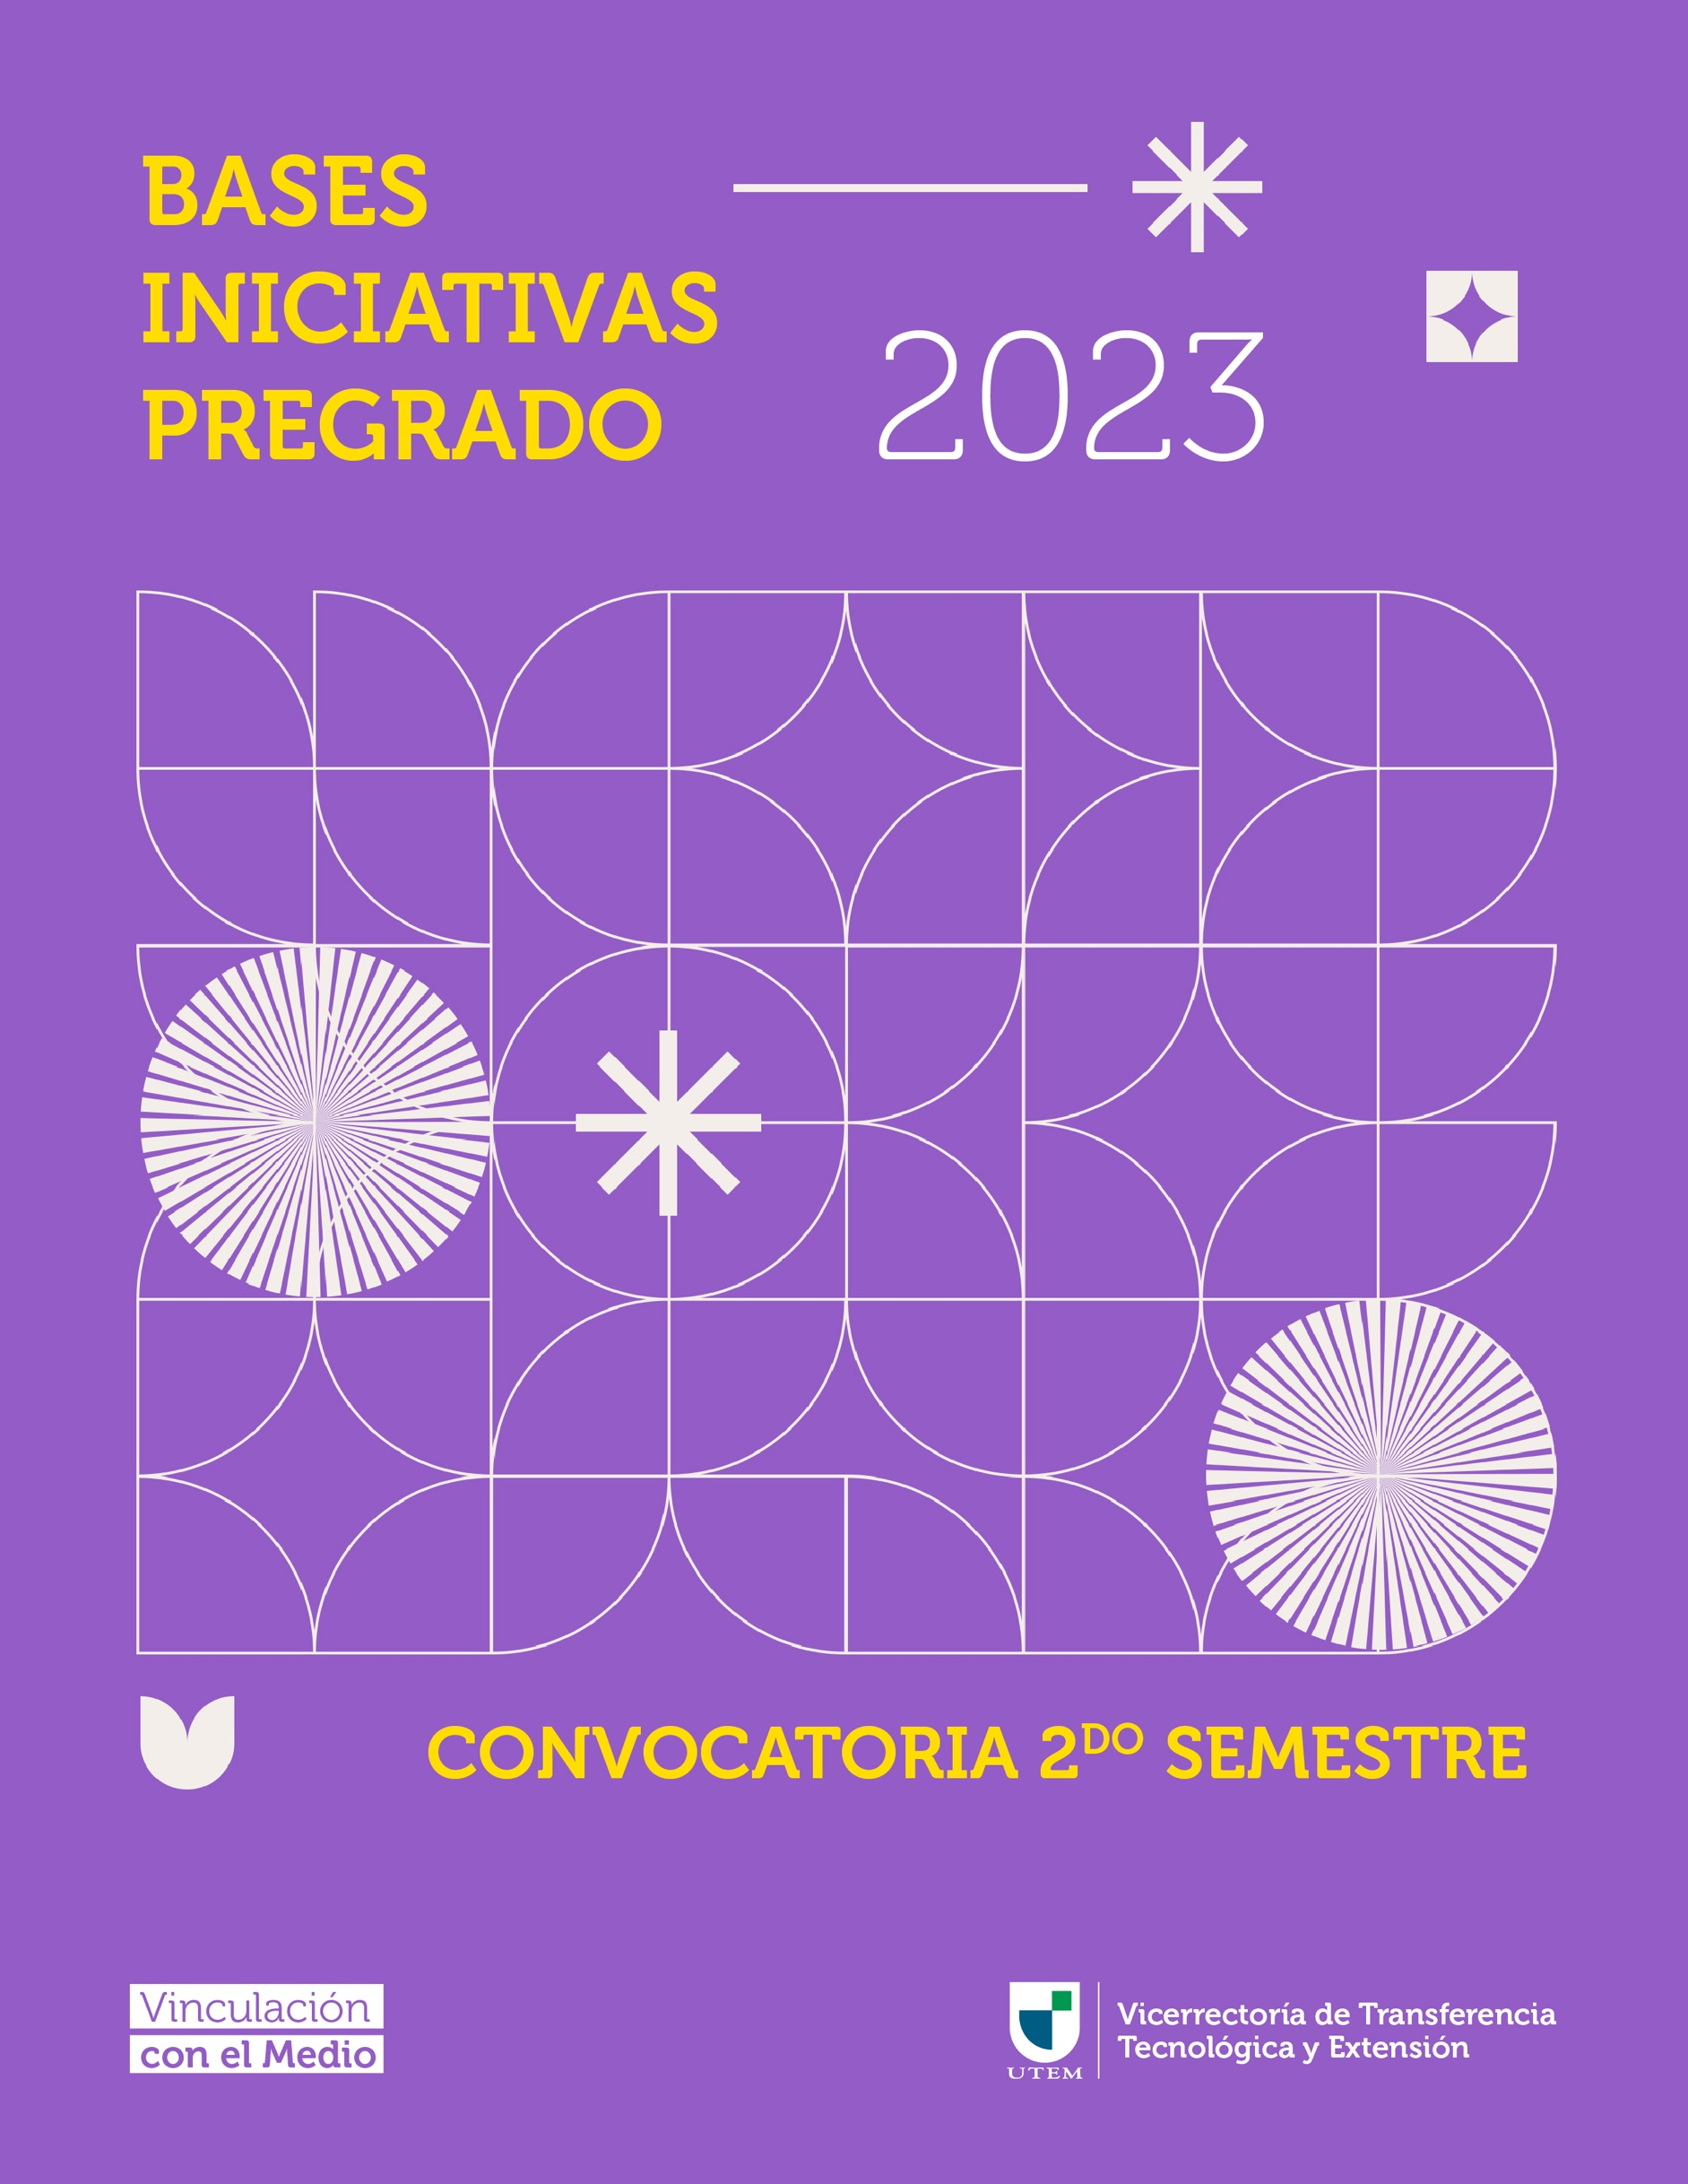 BASES
INICIATIVAS
PREGRADO
2023
CONVOCATORIA 2DO SEMESTRE
Vinculación
con el Medio
UTEM
Vicerrectoría de Transferencia
Tecnológica y Extensión